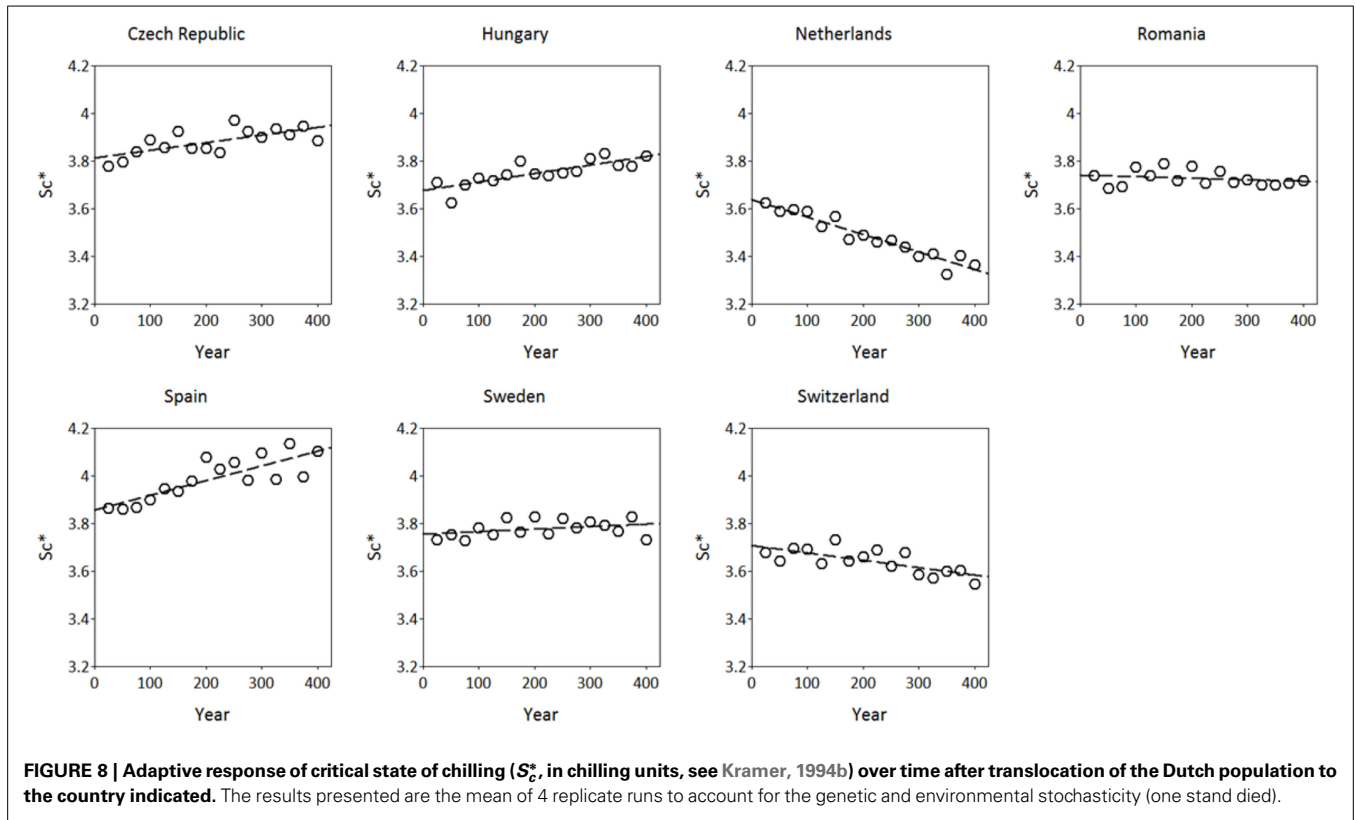 Czech Republic
4.2
4
3.8
3.6
3.4
3.2
Sc*
0 100 200 300 400
Year
Hungary
4.2
4
3.8
3.6
3.4
3.2
Sc*
0 100 200 300 400
Year
Netherlands
4.2
4
3.8
3.6
3.4
3.2
Sc*
0 100 200 300 400
Year
Romania
4.2
4
3.8
3.6
3.4
3.2
Sc*
0 100 200 300 400
Year
Spain
4.2
4
3.8
3.6
3.4
3.2
Sc*
0 100 200 300 400
Year
Sweden
4.2
4
3.8
3.6
3.4
3.2
Sc*
0 100 200 300 400
Year
Switzerland
4.2
4
3.8
3.6
3.4
3.2
Sc*
0 100 200 300 400
Year
FIGURE 8 | Adaptive response of critical state of chilling (S*c, in chilling units, see Kramer, 1994b) over time after translocation of the Dutch population to
the country indicated. The results presented are the mean of 4 replicate runs to account for the genetic and environmental stochasticity (one stand died).